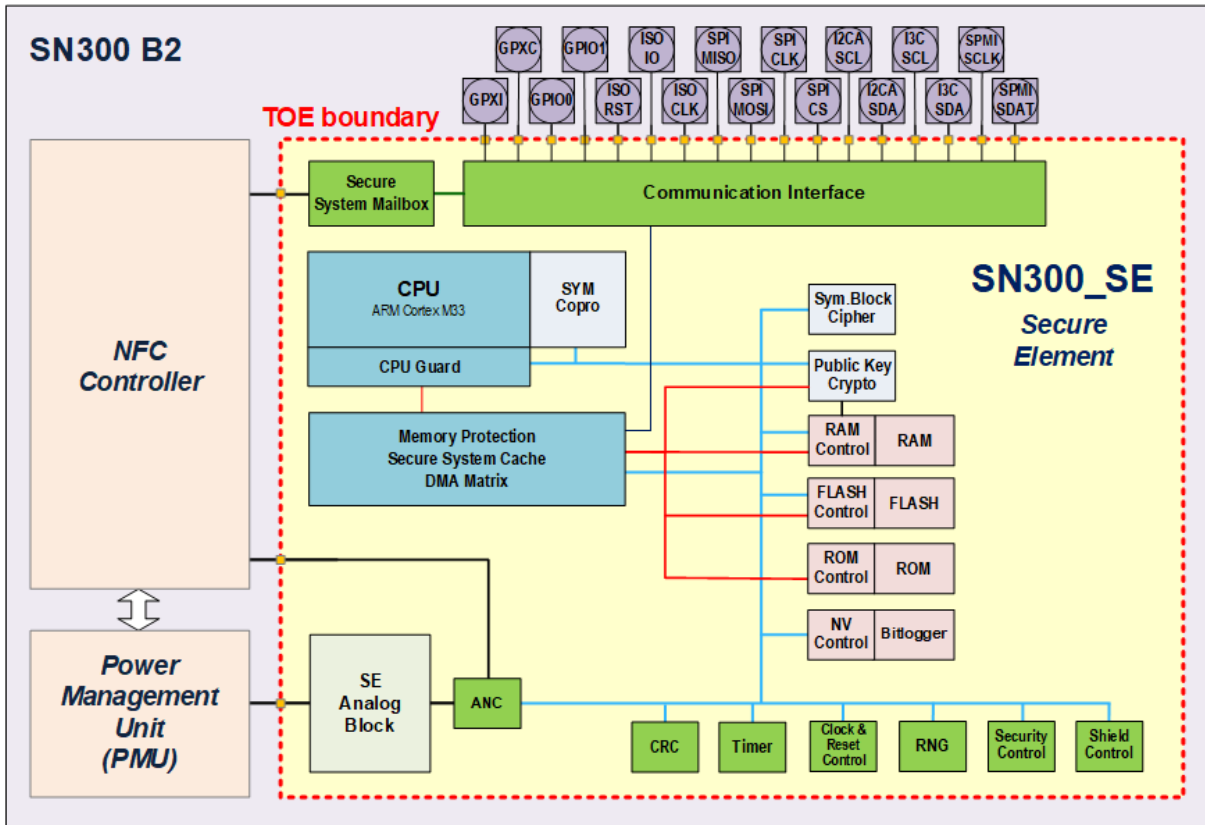 SN300 B2
GPXC
GPIO1
ISO
IO
SPI
MISO
SPI
CLK
I2CA
SCL
I3C
SCL
SPMI
SCLK
GPXI
GPIO0
ISO
RST
ISO
CLK
SPI
MOSI
SPI
CS
I2CA
SDA
I3C
SDA
SPMI
SDAT
TOE boundary
Secure
System Mailbox
Communication Interface
NFC
Controller
CPU
ARM Cortex M33
SYM
Copro
CPU Guard
Memory Protection
Secure System Cache
DMA Matrix
SN300_SE
Secure
Element
Sym.Block
Cipher
Public Key
Crypto
RAM
Control
RAM
FLASH
Control
FLASH
ROM
Control
ROM
NV
Control
Bitlogger
Power
Management
Unit
(PMU)
SE
Analog
Block
ANC
CRC
Timer
Clock &
Reset
Control
RNG
Security
Control
Shield
Control